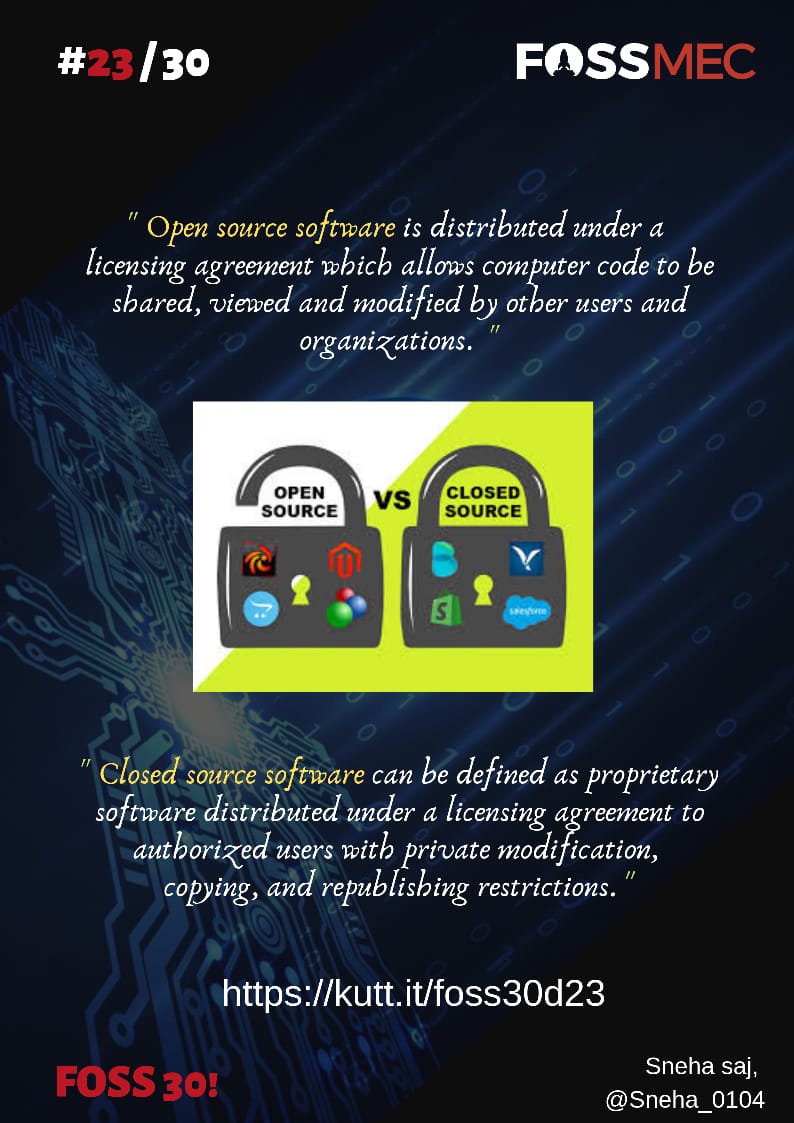 #23/30
FOSSMEC
" Open source software is distributed under a
licensing agreement which allows computer code to be
shared, viewed and modified by other users and
organizations. "
OPEN
SOURCE
VS
CLOSED
SOURCE
salesforce
" Closed source software can be defined as proprietary
software distributed under a licensing agreement to
authorized users with private modification,
copying, and republishing restrictions. "
https://kutt.it/foss30d23
FOSS 30!
Sneha saj,
@Sneha_0104